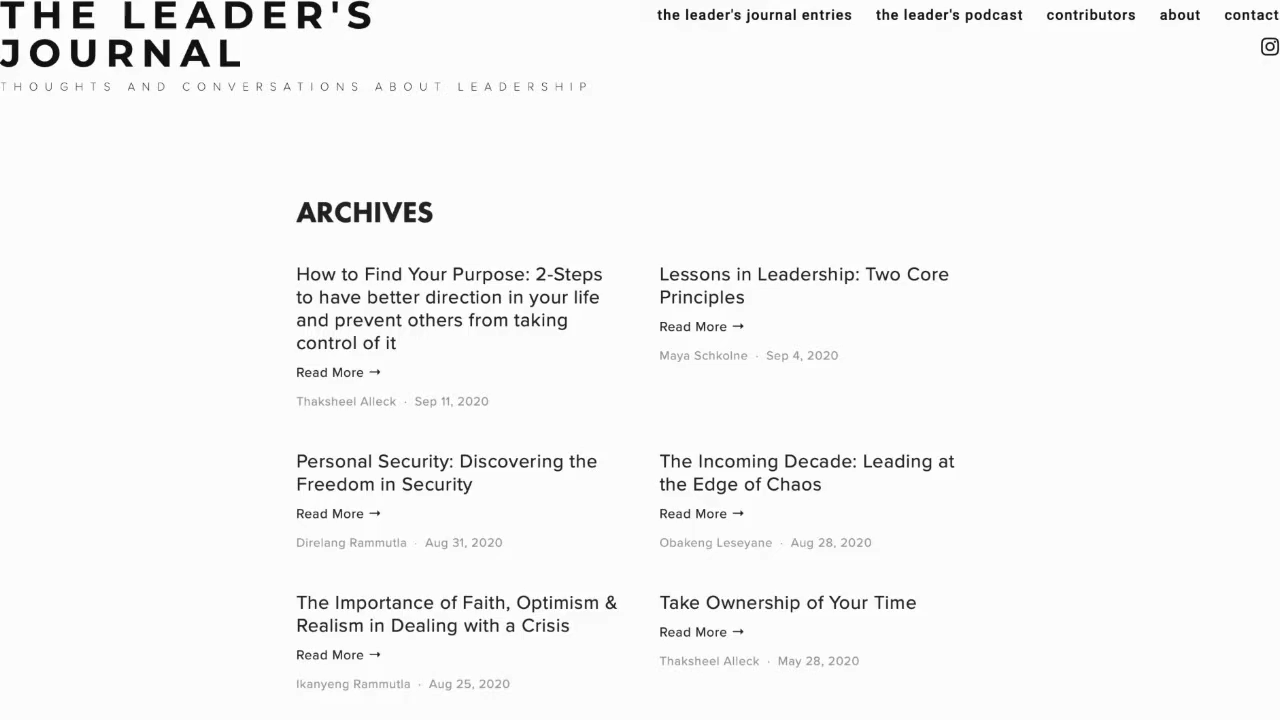 THE LEADER'S
JOURNAL
THOUGHTS AND CONVERSATIONS ABOUT LEADERSHIP
the leader's journal entries
the leader's podcast
contributors
about
contact
ARCHIVES
How to Find Your Purpose: 2-Steps
to have better direction in your life
and prevent others from taking
control of it
Read More →
Thaksheel Alleck · Sep 11, 2020
Lessons in Leadership: Two Core
Principles
Read More →
Maya Schkolne · Sep 4, 2020
Personal Security: Discovering the
Freedom in Security
Read More →
Direlang Rammutla · Aug 31, 2020
The Incoming Decade: Leading at
the Edge of Chaos
Read More →
Obakeng Leseyane · Aug 28, 2020
The Importance of Faith, Optimism &
Realism in Dealing with a Crisis
Read More →
Ikanyeng Rammutla · Aug 25, 2020
Take Ownership of Your Time
Read More →
Thaksheel Alleck · May 28, 2020